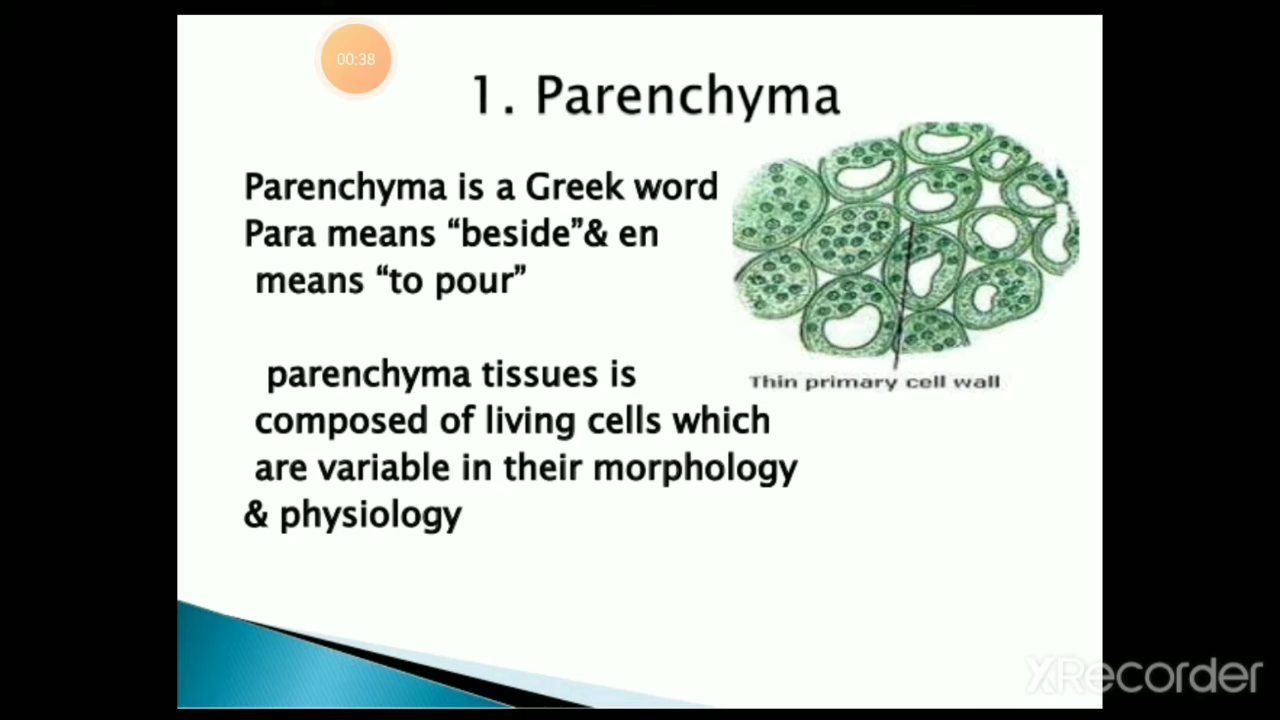 00:38
1. Parenchyma
Parenchyma is a Greek word
Para means “beside”& en
means “to pour”
parenchyma tissues is
composed of living cells which
are variable in their morphology
& physiology
Thin primary cell wall
XRecorder